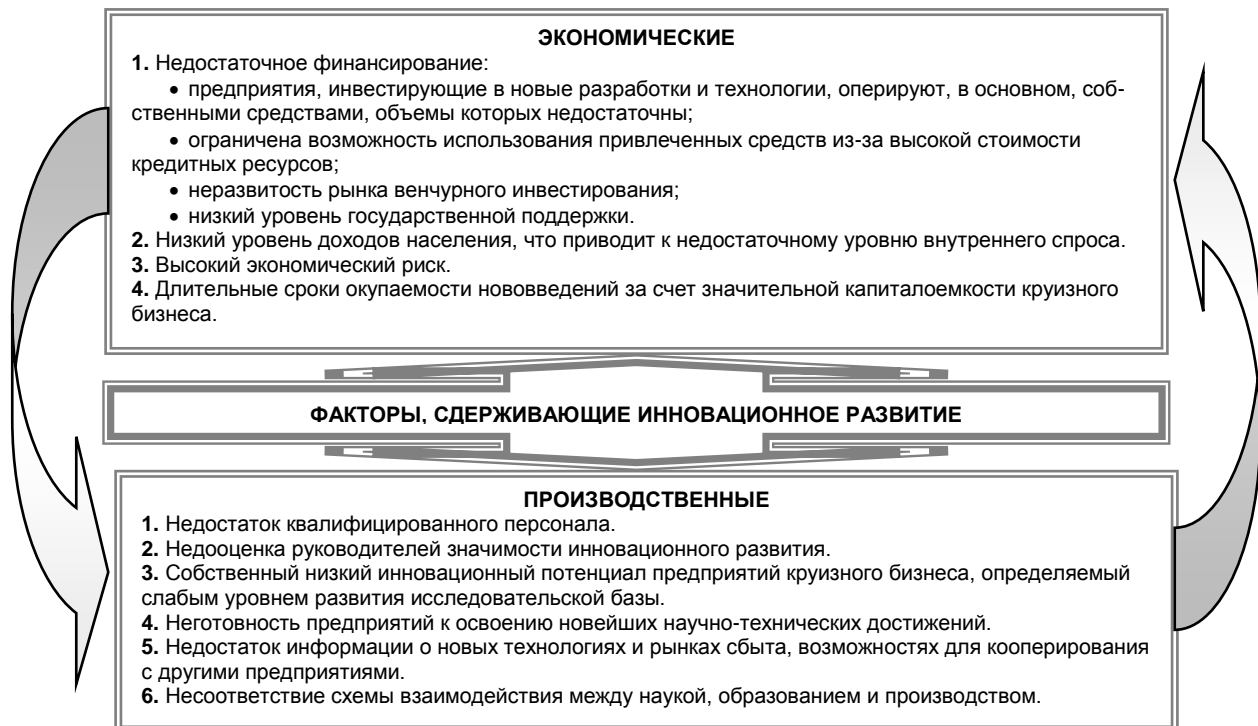 ЭКОНОМИЧЕСКИЕ
1. Недостаточное финансирование:
• предприятия, инвестирующие в новые разработки и технологии, оперируют, в основном, соб-
ственными средствами, объемы которых недостаточны;
• ограничена возможность использования привлеченных средств из-за высокой стоимости
кредитных ресурсов;
• неразвитость рынка венчурного инвестирования;
• низкий уровень государственной поддержки.
2. Низкий уровень доходов населения, что приводит к недостаточному уровню внутреннего спроса.
3. Высокий экономический риск.
4. Длительные сроки окупаемости нововведений за счет значительной капиталоемкости круизного
бизнеса.
ФАКТОРЫ, СДЕРЖИВАЮЩИЕ ИННОВАЦИОННОЕ РАЗВИТИЕ
ПРОИЗВОДСТВЕННЫЕ
1. Недостаток квалифицированного персонала.
2. Недооценка руководителей значимости инновационного развития.
3. Собственный низкий инновационный потенциал предприятий круизного бизнеса, определяемый
слабым уровнем развития исследовательской базы.
4. Неготовность предприятий к освоению новейших научно-технических достижений.
5. Недостаток информации о новых технологиях и рынках сбыта, возможностях для кооперирования
с другими предприятиями.
6. Несоответствие схемы взаимодействия между наукой, образованием и производством.